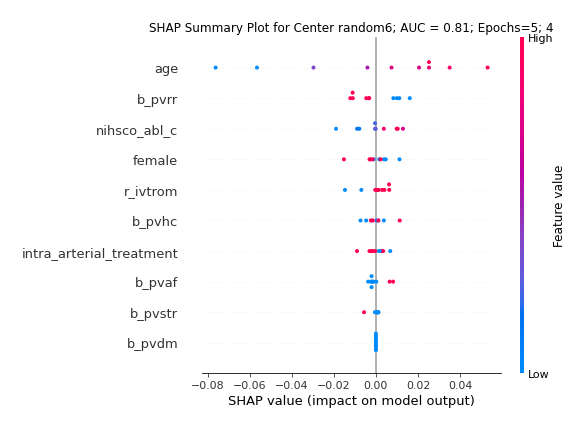 SHAP Summary Plot for Center random6; AUC = 0.81; Epochs=5; 4
High
age
b_pvrr
nihsco_abl_c
female
r_ivtrom
b_pvhc
intra_arterial_treatment
b_pvaf
b_pvstr
b_pvdm
Feature value
Low
−0.08 −0.06 −0.04 −0.02 0.00 0.02 0.04
SHAP value (impact on model output)